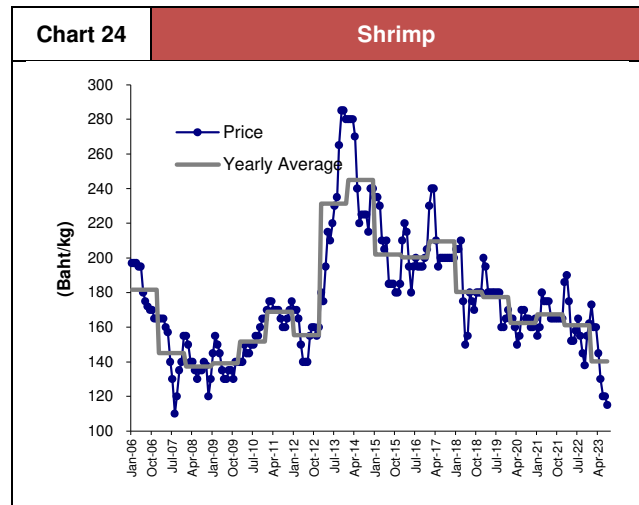 Chart 24
Shrimp
300
280
260
240
220
200
180
160
140
120
100
(Baht/kg)
Price
Yearly Average
Jan-06
Oct-06
Jul-07
Apr-08
Jan-09
Oct-09
Jul-10
Apr-11
Jan-12
Oct-12
Jul-13
Apr-14
Jan-15
Oct-15
Jul-16
Apr-17
Jan-18
Oct-18
Jul-19
Apr-20
Jan-21
Oct-21
Jul-22
Apr-23